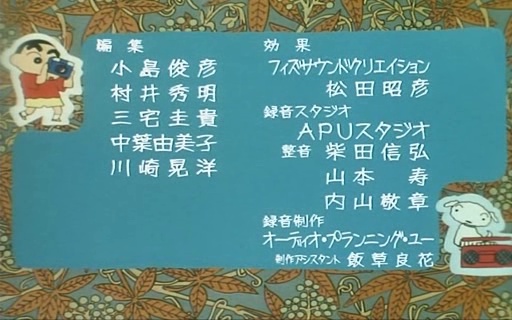 編集
小島俊彦
村井秀明
三宅圭貴
中葉由美子
川崎晃洋
効果
フィズサウンドクリエイション
松田昭彦
録音スタジオ
APUスタジオ
整音 柴田信弘
山本 寿
内山敬章
録音制作
オーディオ・プランニング・ユー
制作アシスタント 飯草良花